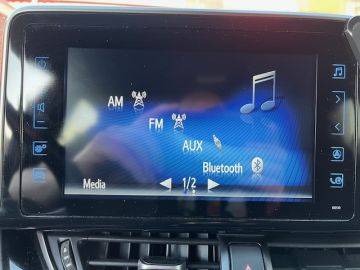 AM
FM
AUX
Bluetooth
Media
1/2